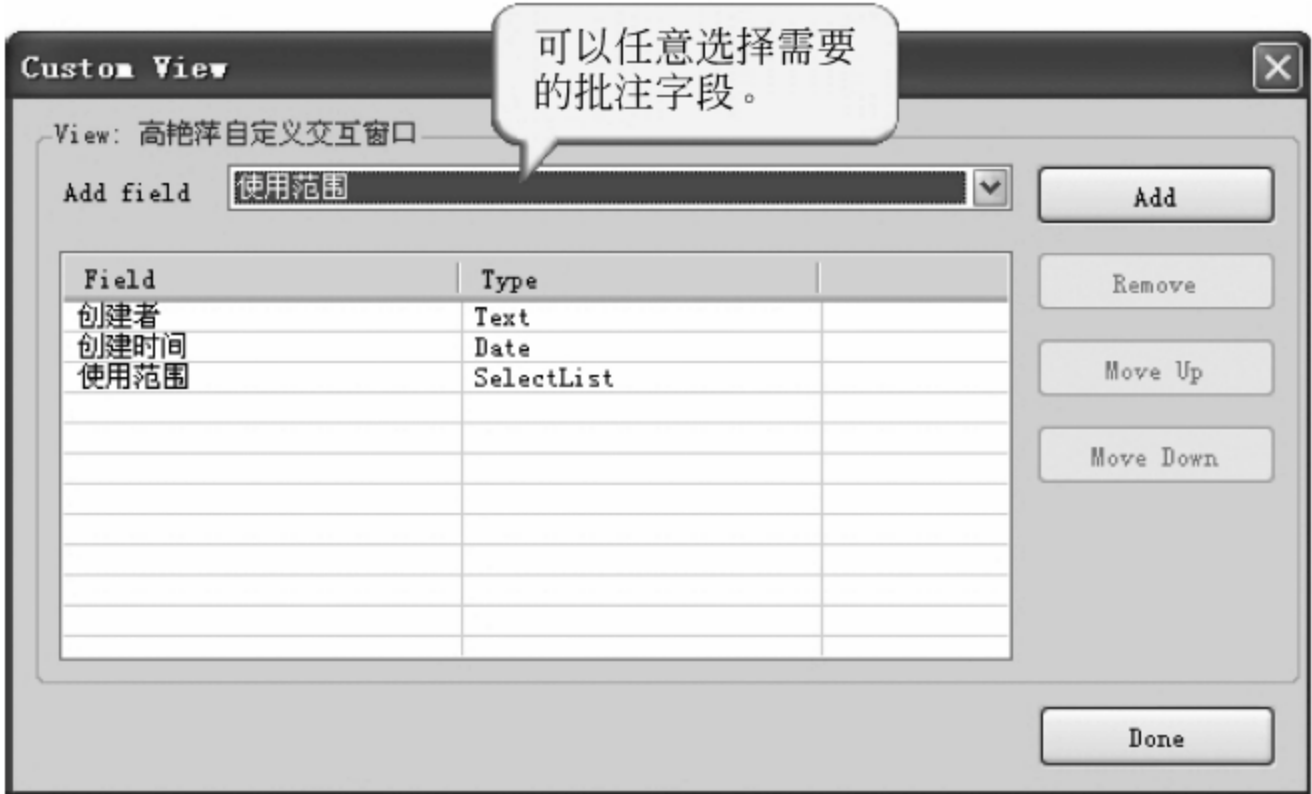 可以任意选择需要
的批注字段。
Custom View
View: 高艳萍自定义交互窗口
Add field 使用范围 Add
Field Type
Remove
创建者 Text
创建时间 Date
使用范围 SelectList
Move Up
Move Down
Done